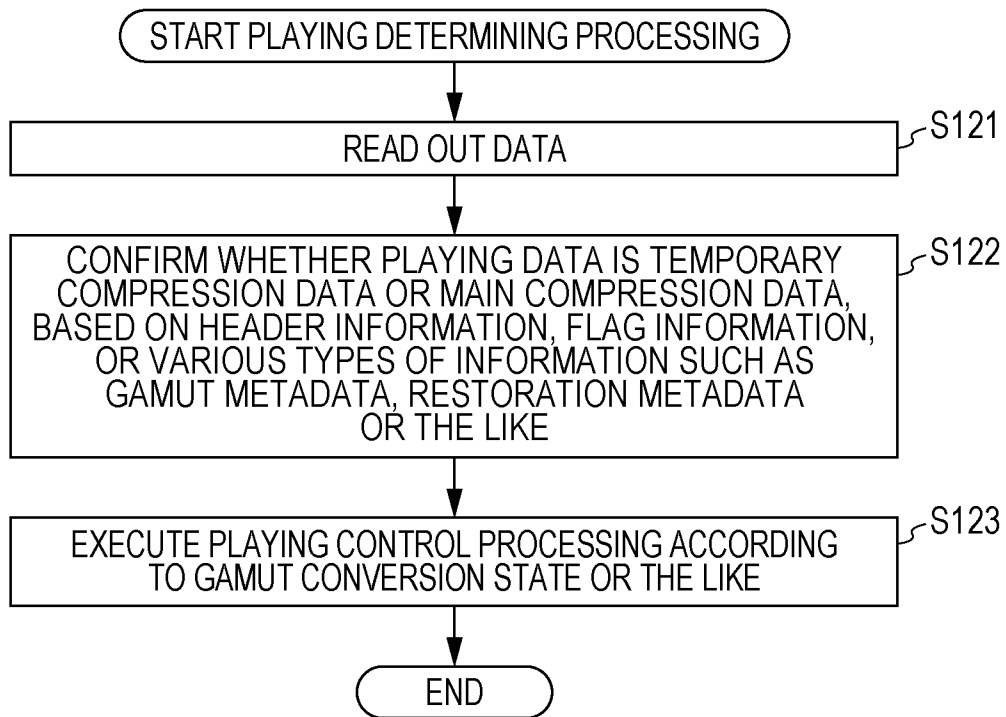 START PLAYING DETERMINING PROCESSING
S121
READ OUT DATA
S122
CONFIRM WHETHER PLAYING DATA IS TEMPORARY
COMPRESSION DATA OR MAIN COMPRESSION DATA,
BASED ON HEADER INFORMATION, FLAG INFORMATION,
OR VARIOUS TYPES OF INFORMATION SUCH AS
GAMUT METADATA, RESTORATION METADATA
OR THE LIKE
S123
EXECUTE PLAYING CONTROL PROCESSING ACCORDING
TO GAMUT CONVERSION STATE OR THE LIKE
END